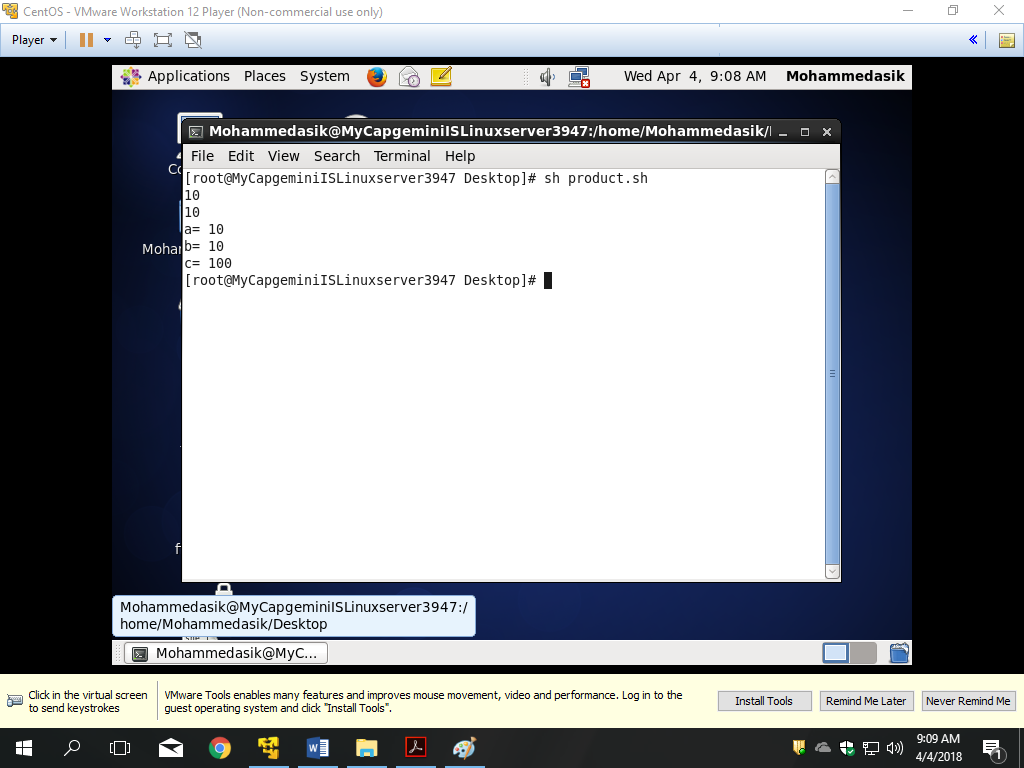 CentOS - VMware Workstation 12 Player (Non-commercial use only)
Player
Applications Places System Wed Apr 4, 9:08 AM Mohammedasik
Mohammedasik@MyCapgeminiISLinuxserver3947:/home/Mohammedasik/
File Edit View Search Terminal Help
[root@MyCapgeminiISLinuxserver3947 Desktop]# sh product.sh
10
10
a= 10
b= 10
c= 100
[root@MyCapgeminiISLinuxserver3947 Desktop]#
Mohammedasik@MyCapgeminiISLinuxserver3947:/
home/Mohammedasik/Desktop
Mohammedasik@MyC...
Click in the virtual screen
to send keystrokes
VMware Tools enables many features and improves mouse movement, video and performance. Log in to the
guest operating system and click "Install Tools".
Install Tools Remind Me Later Never Remind Me
9:09 AM
4/4/2018
1